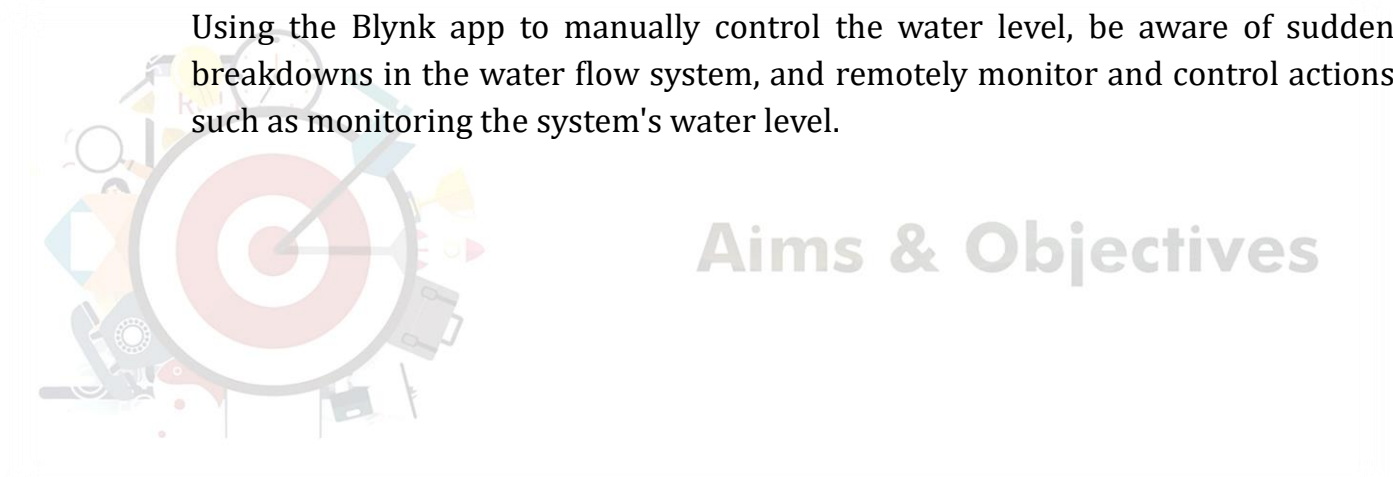 Using the Blynk app to manually control the water level, be aware of sudden
breakdowns in the water flow system, and remotely monitor and control actions
such as monitoring the system's water level.
Aims & Objectives